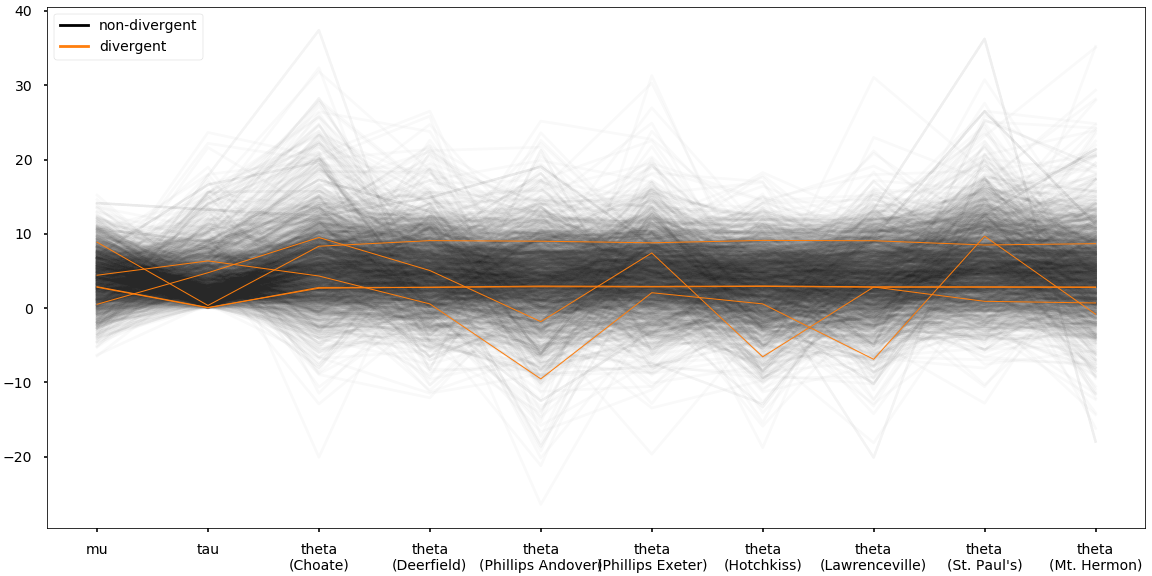 40
30
20
10
0
−10
−20
non-divergent
divergent
mu tau theta theta theta theta theta theta theta theta
(Choate) (Deerfield) (Phillips Andover) (Phillips Exeter) (Hotchkiss) (Lawrenceville) (St. Paul's) (Mt. Hermon)